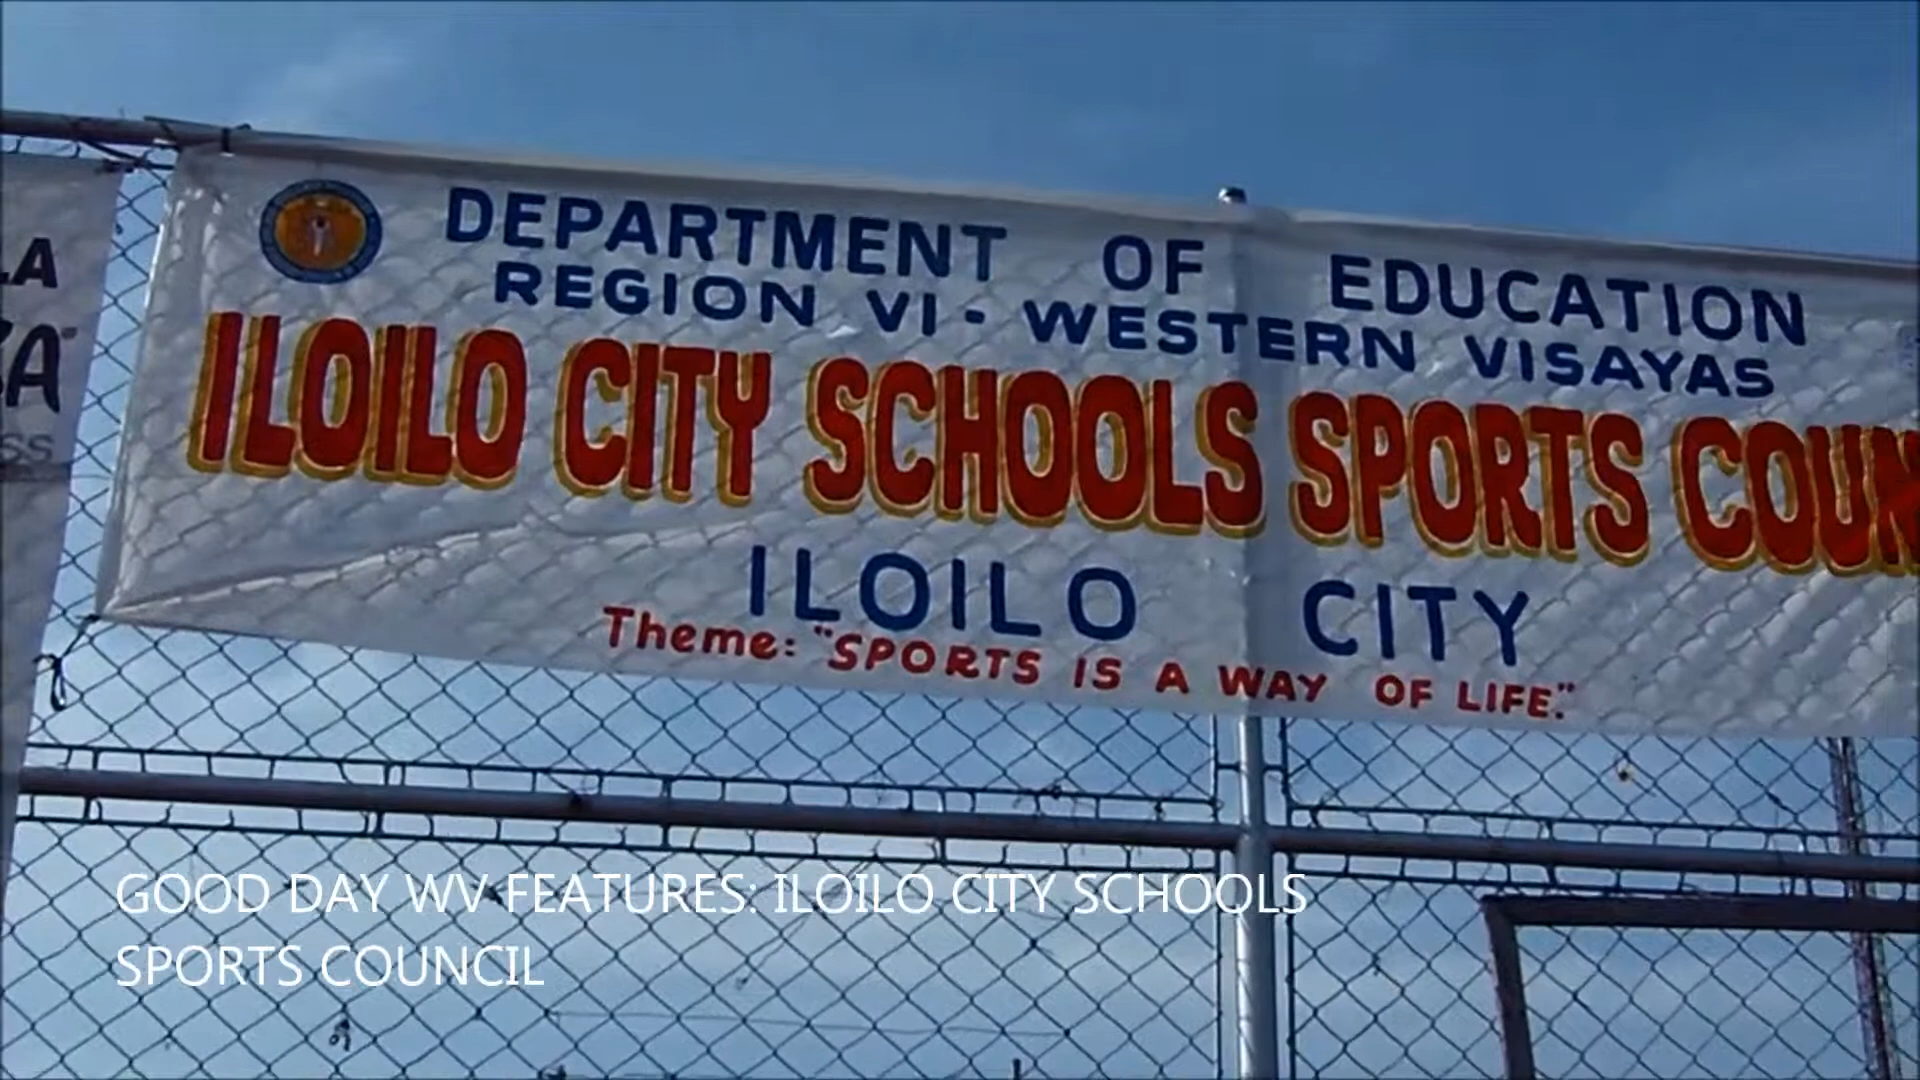 DEPARTMENT OF EDUCATION
REGION VI - WESTERN VISAYAS
ILOILO CITY SCHOOLS SPORTS COUN
ILOILO CITY
Theme: "SPORTS IS A WAY OF LIFE."
GOOD DAY WV FEATURES: ILOILO CITY SCHOOLS
SPORTS COUNCIL